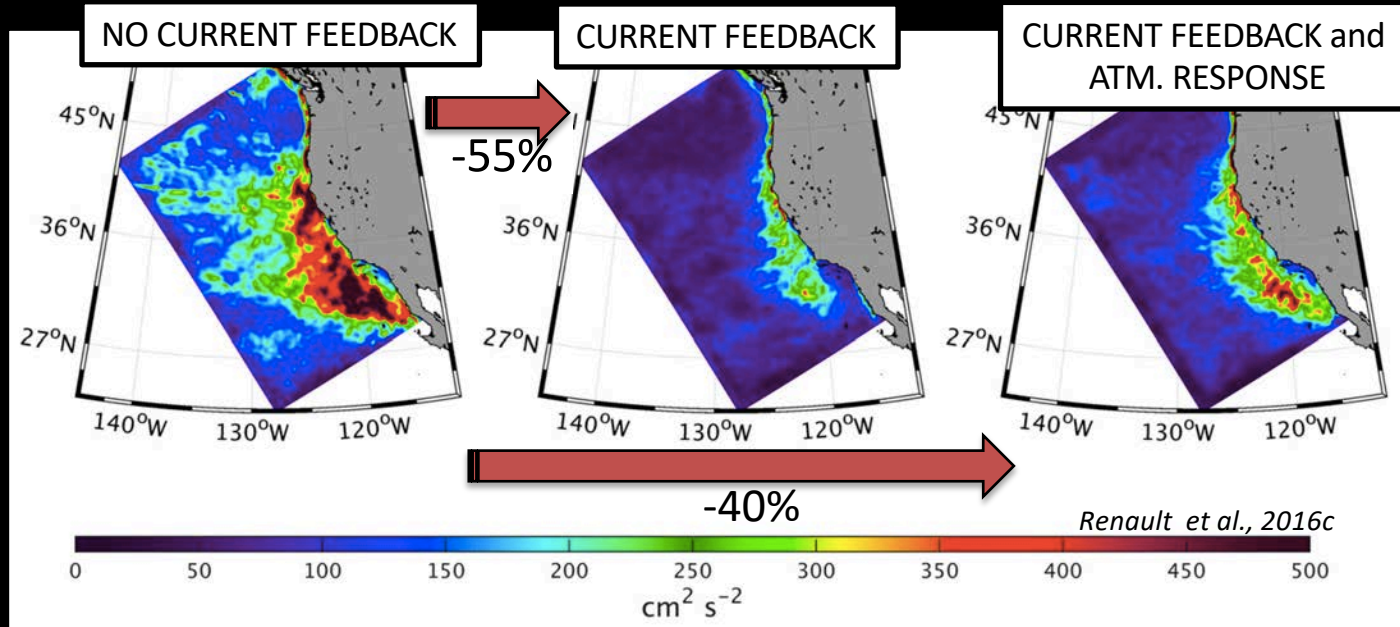 NO CURRENT FEEDBACK
CURRENT FEEDBACK
CURRENT FEEDBACK and
ATM. RESPONSE
45°N
36°N
27°N
140°W
130°W
120°W
-55%
36°N
27°N
140°W
130°W
120°W
45°N
36°N
27°N
140°W
130°W
120°W
-40%
Renault et al., 2016c
0 50 100 150 200 250 300 350 400 450 500
cm² s⁻²